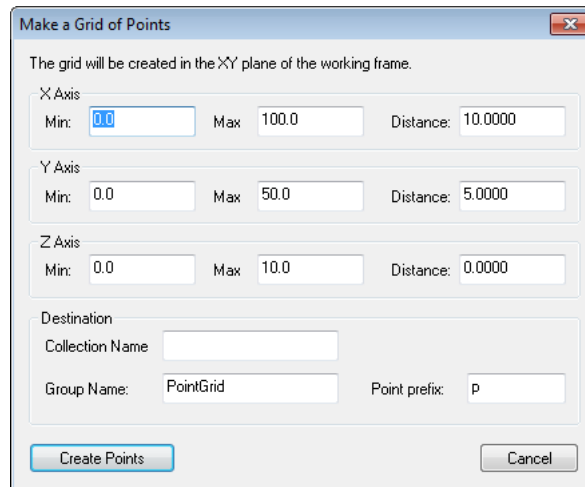 Make a Grid of Points
The grid will be created in the XY plane of the working frame.
X Axis
Min: 0.0 Max 100.0 Distance: 10.0000
Y Axis
Min: 0.0 Max 50.0 Distance: 5.0000
Z Axis
Min: 0.0 Max 10.0 Distance: 0.0000
Destination
Collection Name
Group Name: PointGrid Point prefix: p
Create Points Cancel